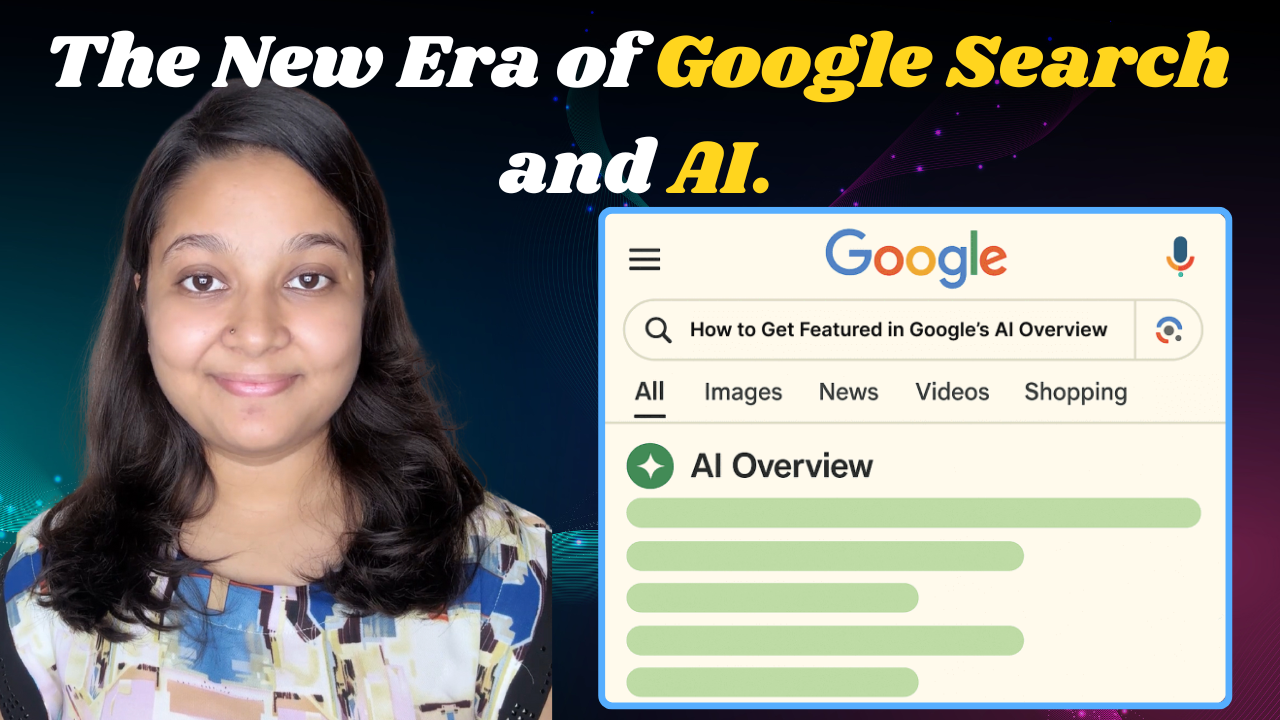 The New Era of Google Search
and AI.
Google
How to Get Featured in Google’s AI Overview
All Images News Videos Shopping
AI Overview